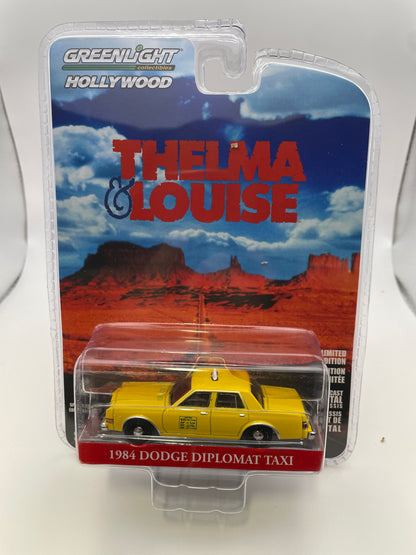 GREENLIGHT
collectibles
HOLLYWOOD
THELMA
& LOUISE
LIMITED
EDITION
1984 DODGE DIPLOMAT TAXI